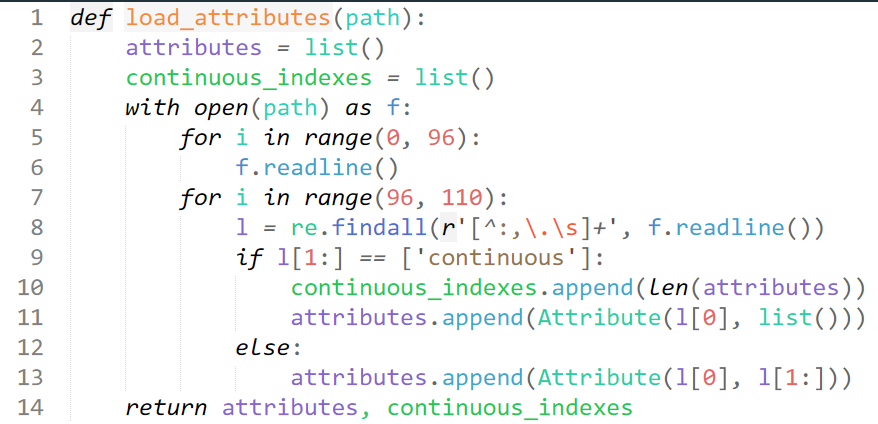 1 def load_attributes(path):
2     attributes = list()
3     continuous_indexes = list()
4     with open(path) as f:
5         for i in range(0, 96):
6             f.readline()
7         for i in range(96, 110):
8             l = re.findall(r'[^:,\.\s]+', f.readline())
9             if l[1:] == ['continuous']:
10                 continuous_indexes.append(len(attributes))
11                 attributes.append(Attribute(l[0], list()))
12             else:
13                 attributes.append(Attribute(l[0], l[1:]))
14     return attributes, continuous_indexes